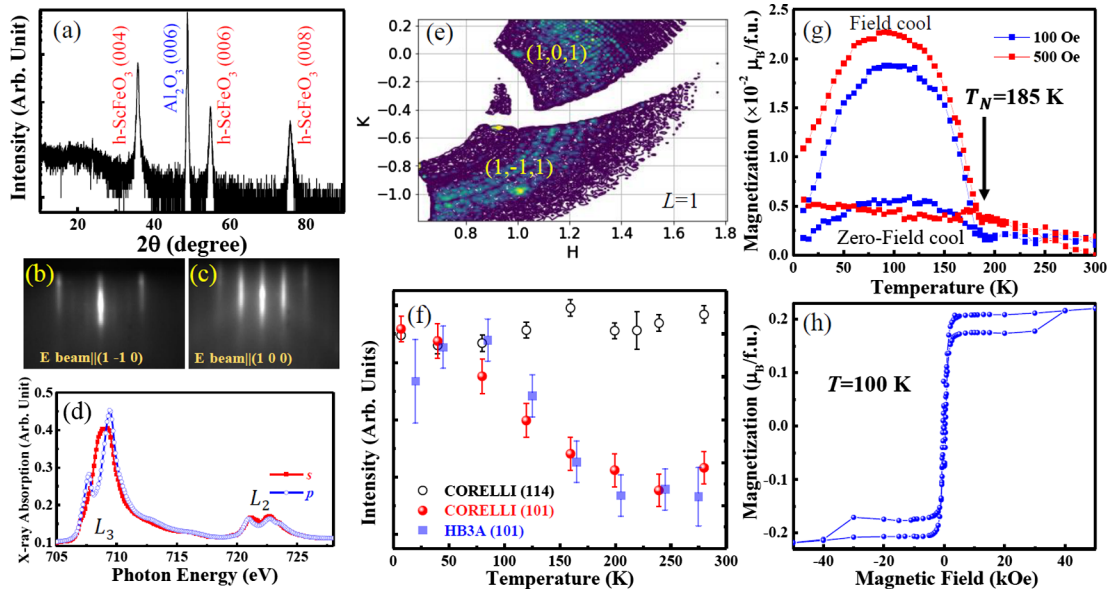 (a)
Intensity (Arb. Unit)
h-ScFeO3 (004)
Al2O3 (006)
h-ScFeO3 (006)
h-ScFeO3 (008)
20 40 60 80
2θ (degree)
(b)
E beam||(1 -1 0)
(c)
E beam||(1 0 0)
(d)
X-ray Absorption (Arb. Unit)
0.5
0.4
0.3
0.2
0.1
L3
L2
s
p
705 710 715 720 725
Photon Energy (eV)
(e)
K
0.2
0.0
−0.2
−0.4
−0.6
−0.8
−1.0
(1,0,1)
(1,-1,1)
L=1
0.8 1.0 1.2 1.4 1.6 1.8
H
(f)
Intensity (Arb. Units)
CORELLI (114)
CORELLI (101)
HB3A (101)
0 50 100 150 200 250 300
Temperature (K)
(g)
Magnetization (×10-2 μB/f.u.)
2.5
2.0
1.5
1.0
0.5
0.0
Field cool
100 Oe
500 Oe
TN=185 K
Zero-Field cool
0 50 100 150 200 250 300
Temperature (K)
(h)
Magnetization (μB/f.u.)
0.2
0.1
0.0
-0.1
-0.2
T=100 K
-50 -25 0 25 50
Magnetic Field (kOe)